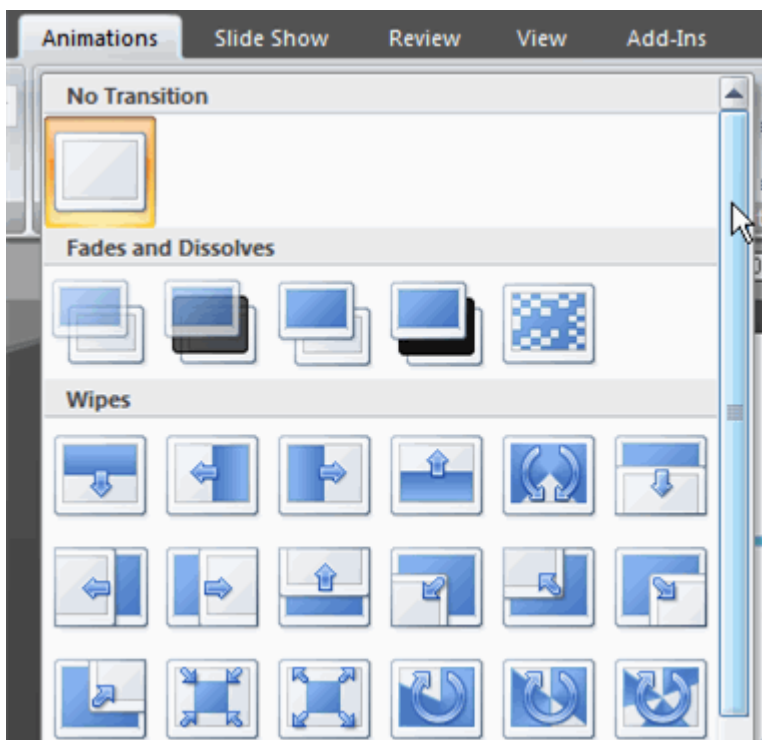 Animations Slide Show Review View Add-Ins
No Transition
Fades and Dissolves
Wipes